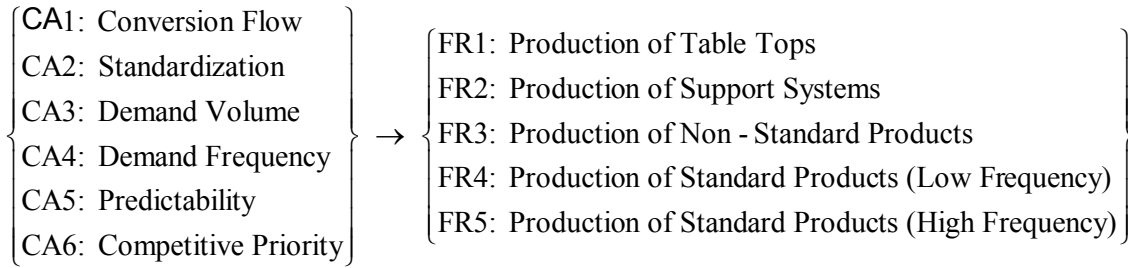 CA1: Conversion Flow
CA2: Standardization
CA3: Demand Volume
CA4: Demand Frequency
CA5: Predictability
CA6: Competitive Priority
→
FR1: Production of Table Tops
FR2: Production of Support Systems
FR3: Production of Non - Standard Products
FR4: Production of Standard Products (Low Frequency)
FR5: Production of Standard Products (High Frequency)